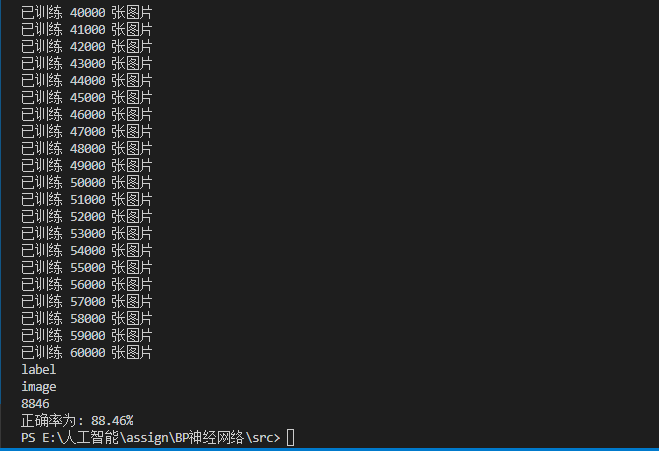 已训练 40000 张图片
已训练 41000 张图片
已训练 42000 张图片
已训练 43000 张图片
已训练 44000 张图片
已训练 45000 张图片
已训练 46000 张图片
已训练 47000 张图片
已训练 48000 张图片
已训练 49000 张图片
已训练 50000 张图片
已训练 51000 张图片
已训练 52000 张图片
已训练 53000 张图片
已训练 54000 张图片
已训练 55000 张图片
已训练 56000 张图片
已训练 57000 张图片
已训练 58000 张图片
已训练 59000 张图片
已训练 60000 张图片
label
image
8846
正确率为: 88.46%
PS E:\人工智能\assign\BP神经网络\src>